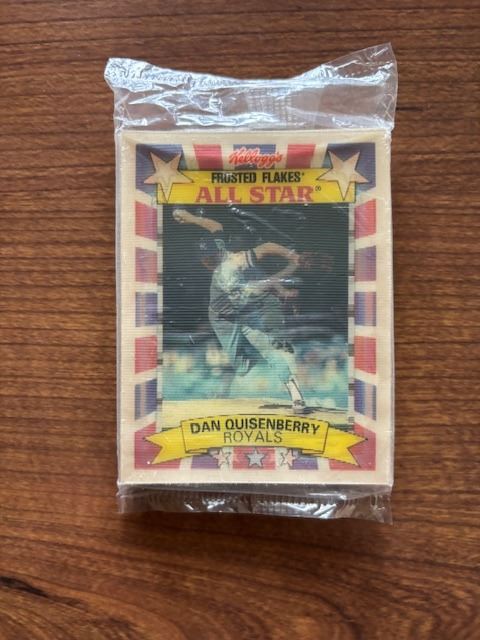 Kellogg's
FROSTED FLAKES®
ALL STAR®
DAN QUISENBERRY
ROYALS